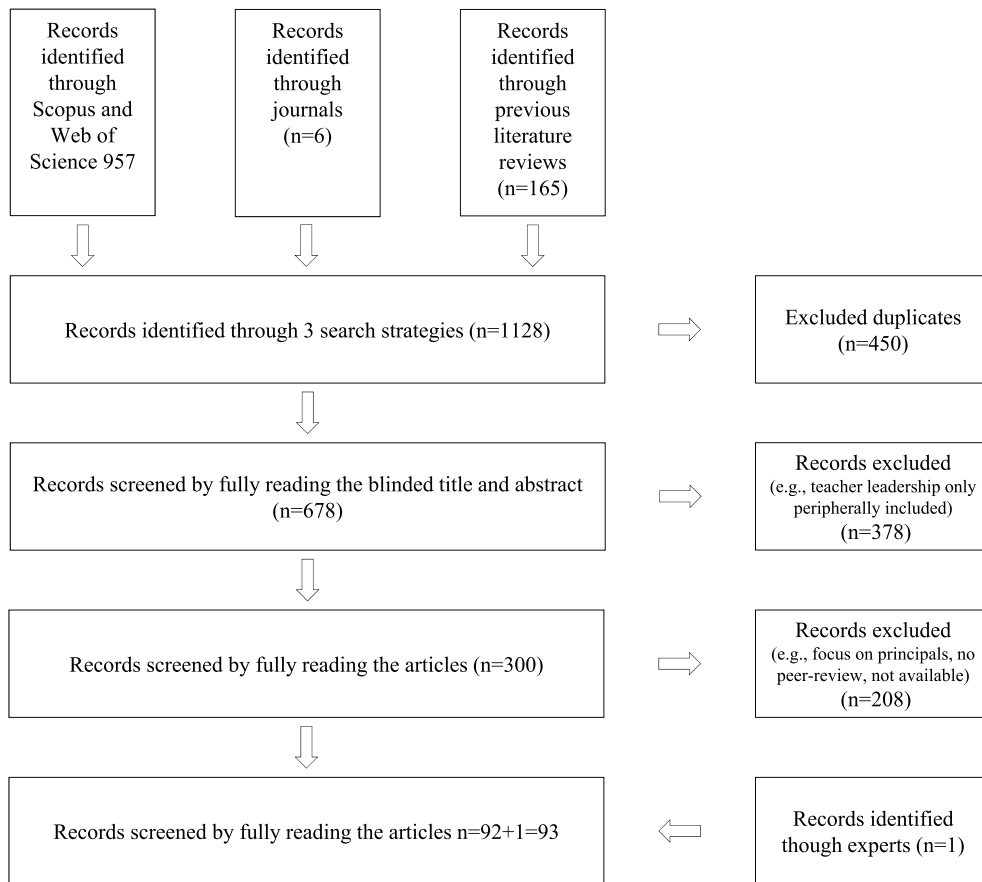 Records
identified
through
Scopus and
Web of
Science 957
Records
identified
through
journals
(n=6)
Records
identified
through
previous
literature
reviews
(n=165)
Records identified through 3 search strategies (n=1128)
Excluded duplicates
(n=450)
Records screened by fully reading the blinded title and abstract
(n=678)
Records excluded
(e.g., teacher leadership only
peripherally included)
(n=378)
Records screened by fully reading the articles (n=300)
Records excluded
(e.g., focus on principals, no
peer-review, not available)
(n=208)
Records screened by fully reading the articles n=92+1=93
Records identified
though experts (n=1)